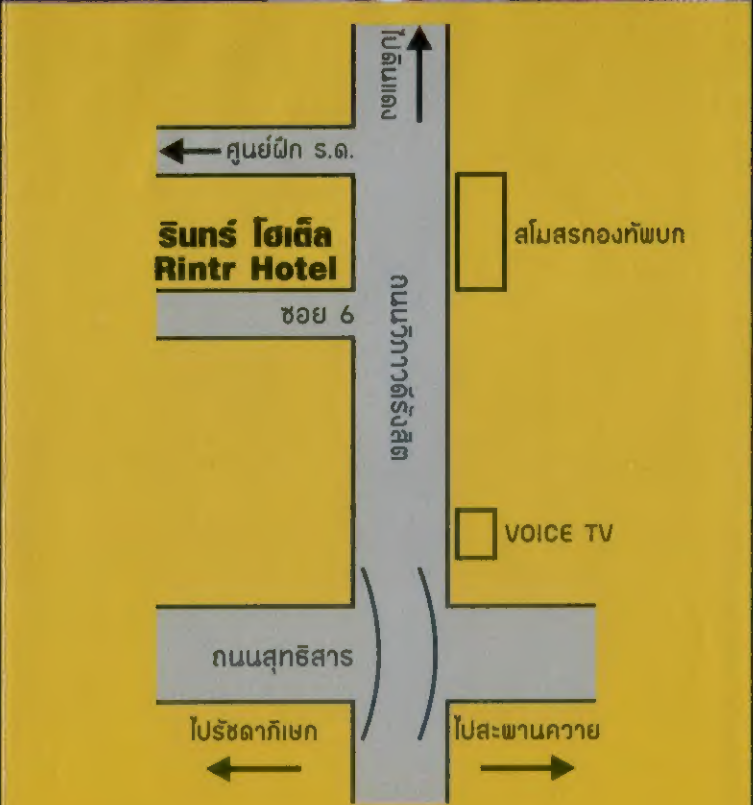 ไปดินแดง
ศูนย์ฝึก ร.ด.
รินทร์ โฮเต็ล
Rintr Hotel
สโมสรกองทัพบก
ซอย 6
ถนนวิภาวดีรังสิต
VOICE TV
ถนนสุทธิสาร
ไปรัชดาภิเษก
ไปสะพานควาย